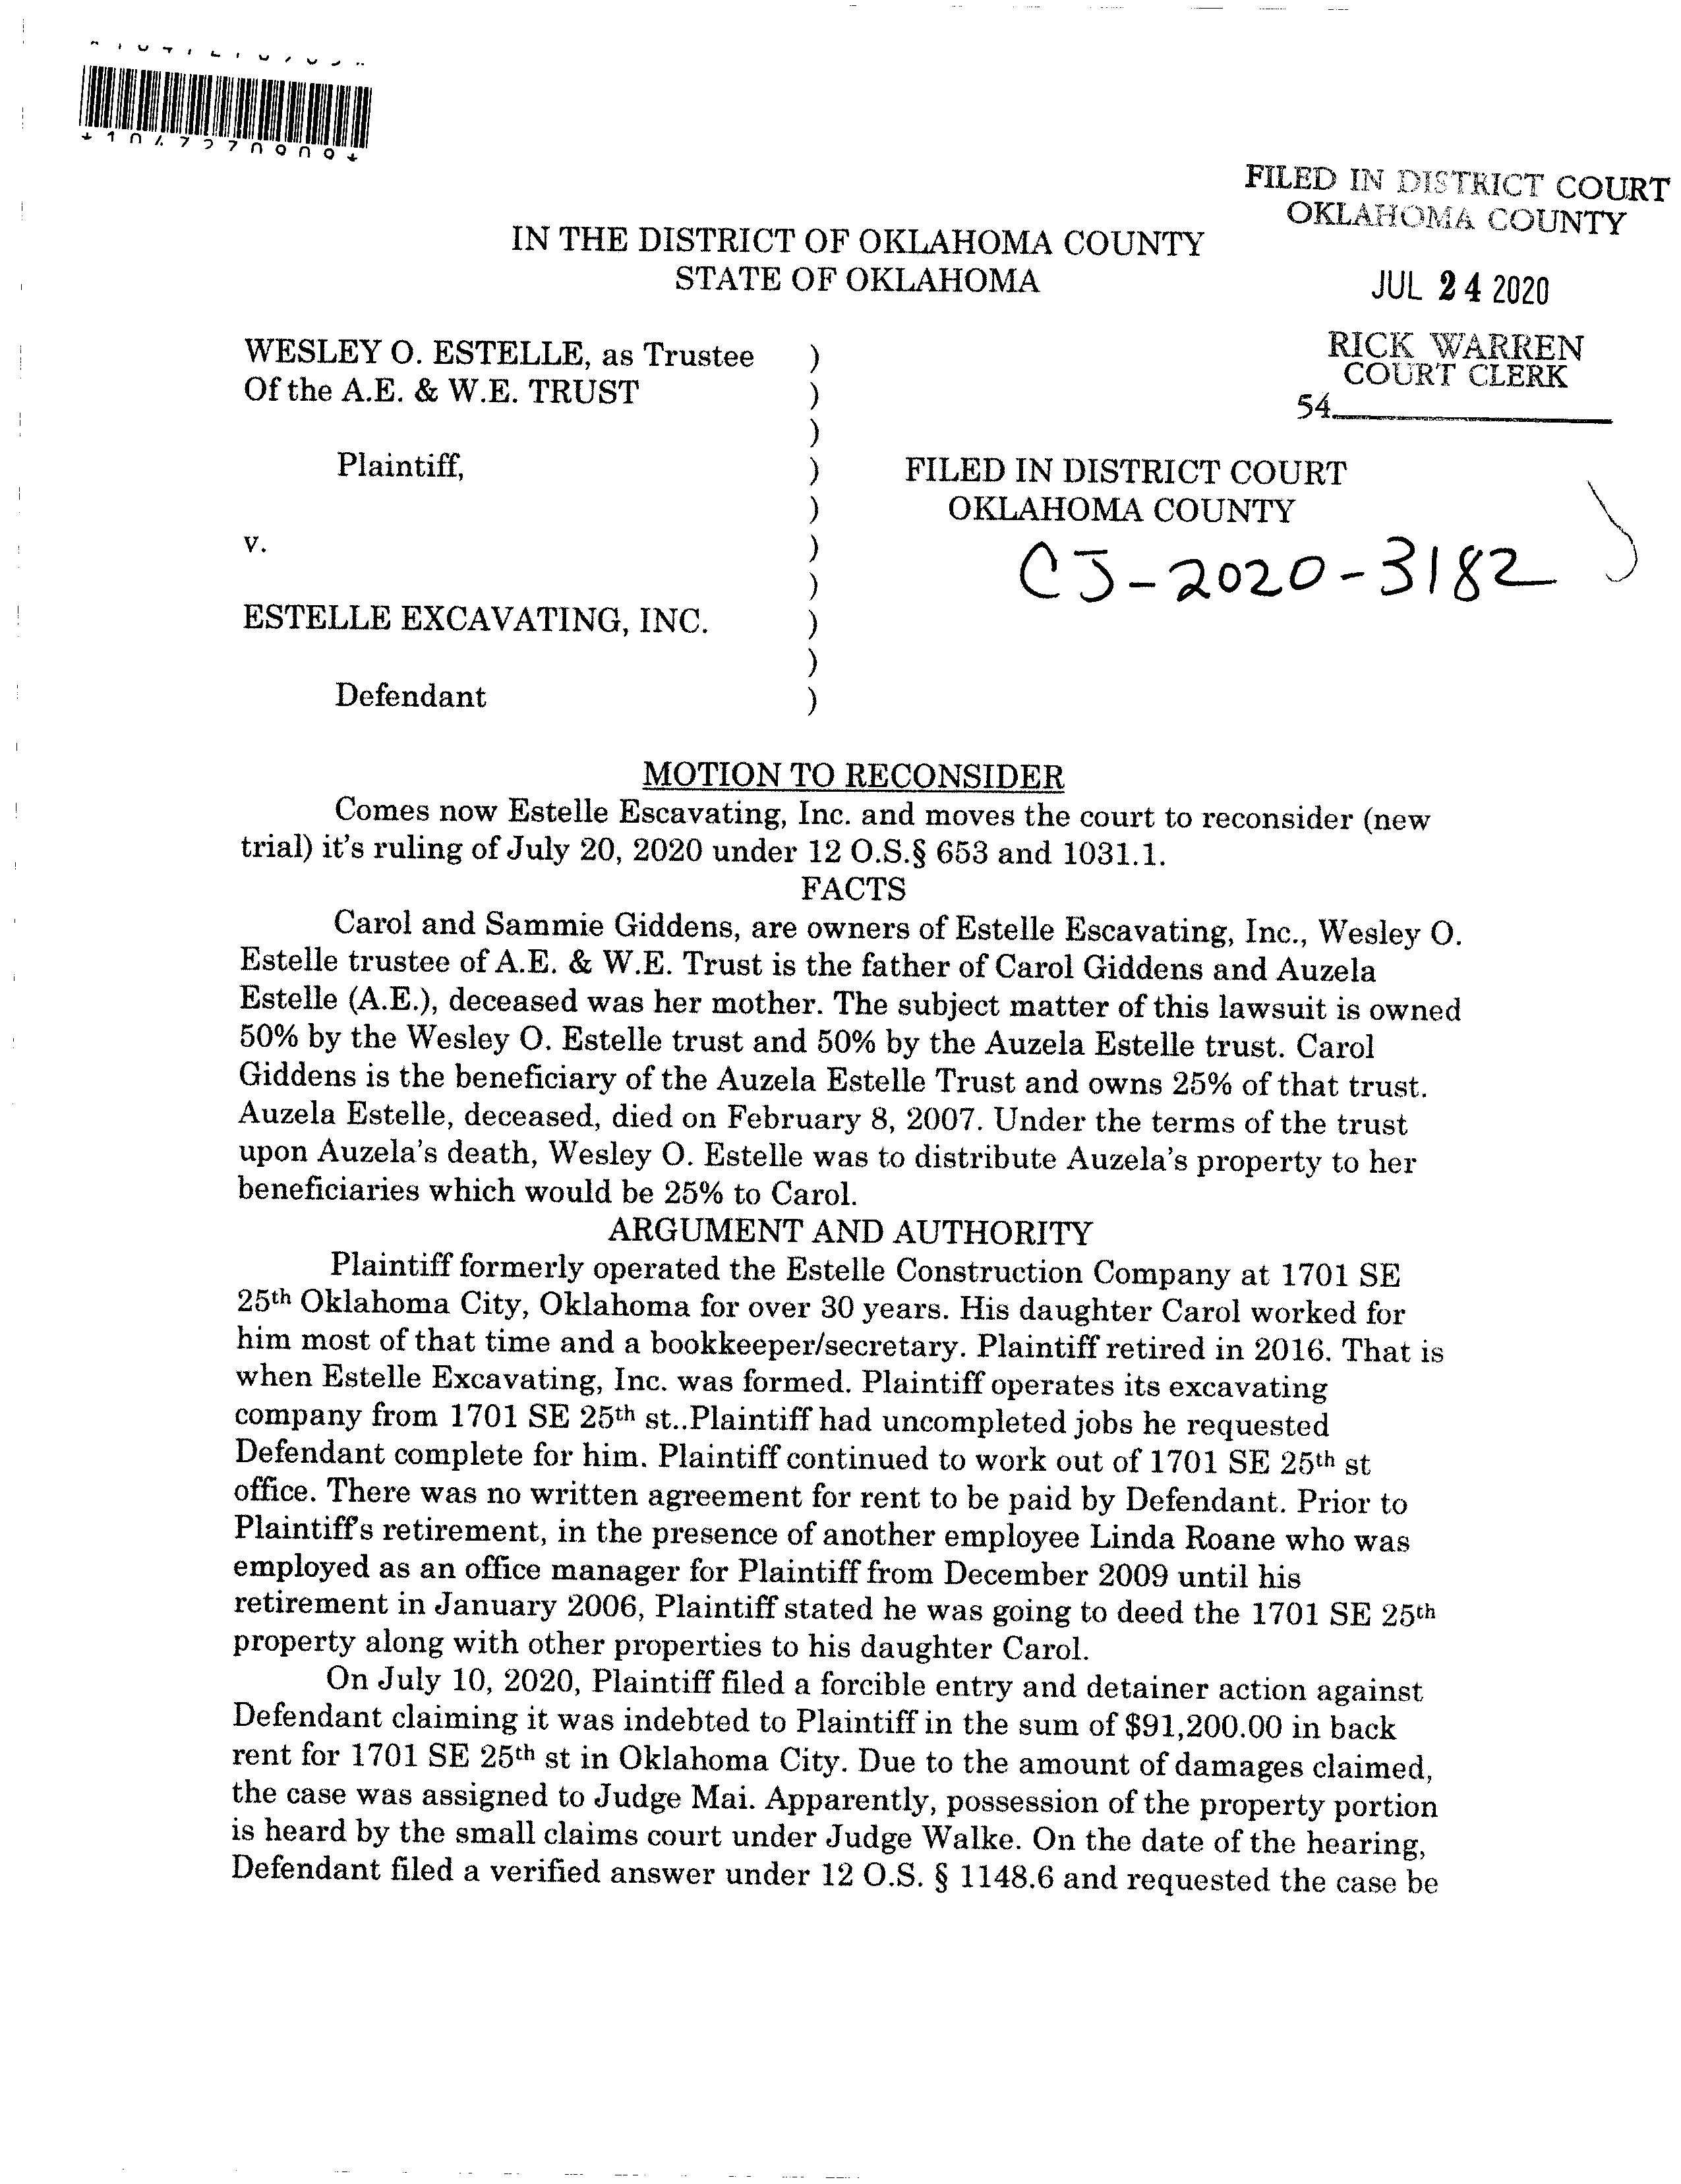 FILED IN DISTRICT COURT
OKLAHOMA COUNTY
JUL 24 2020
RICK WARREN
COURT CLERK
54
IN THE DISTRICT OF OKLAHOMA COUNTY
STATE OF OKLAHOMA
WESLEY O. ESTELLE, as Trustee )
Of the A.E. & W.E. TRUST )
)
Plaintiff, ) FILED IN DISTRICT COURT
) OKLAHOMA COUNTY
v. )
) CJ-2020-3182
ESTELLE EXCAVATING, INC. )
)
Defendant )
MOTION TO RECONSIDER
Comes now Estelle Escavating, Inc. and moves the court to reconsider (new
trial) it's ruling of July 20, 2020 under 12 O.S.§ 653 and 1031.1.
FACTS
Carol and Sammie Giddens, are owners of Estelle Escavating, Inc., Wesley O.
Estelle trustee of A.E. & W.E. Trust is the father of Carol Giddens and Auzela
Estelle (A.E.), deceased was her mother. The subject matter of this lawsuit is owned
50% by the Wesley O. Estelle trust and 50% by the Auzela Estelle trust. Carol
Giddens is the beneficiary of the Auzela Estelle Trust and owns 25% of that trust.
Auzela Estelle, deceased, died on February 8, 2007. Under the terms of the trust
upon Auzela's death, Wesley O. Estelle was to distribute Auzela's property to her
beneficiaries which would be 25% to Carol.
ARGUMENT AND AUTHORITY
Plaintiff formerly operated the Estelle Construction Company at 1701 SE
25th Oklahoma City, Oklahoma for over 30 years. His daughter Carol worked for
him most of that time and a bookkeeper/secretary. Plaintiff retired in 2016. That is
when Estelle Excavating, Inc. was formed. Plaintiff operates its excavating
company from 1701 SE 25th st..Plaintiff had uncompleted jobs he requested
Defendant complete for him. Plaintiff continued to work out of 1701 SE 25th st
office. There was no written agreement for rent to be paid by Defendant. Prior to
Plaintiff's retirement, in the presence of another employee Linda Roane who was
employed as an office manager for Plaintiff from December 2009 until his
retirement in January 2006, Plaintiff stated he was going to deed the 1701 SE 25th
property along with other properties to his daughter Carol.
On July 10, 2020, Plaintiff filed a forcible entry and detainer action against
Defendant claiming it was indebted to Plaintiff in the sum of $91,200.00 in back
rent for 1701 SE 25th st in Oklahoma City. Due to the amount of damages claimed,
the case was assigned to Judge Mai. Apparently, possession of the property portion
is heard by the small claims court under Judge Walke. On the date of the hearing,
Defendant filed a verified answer under 12 O.S. § 1148.6 and requested the case be